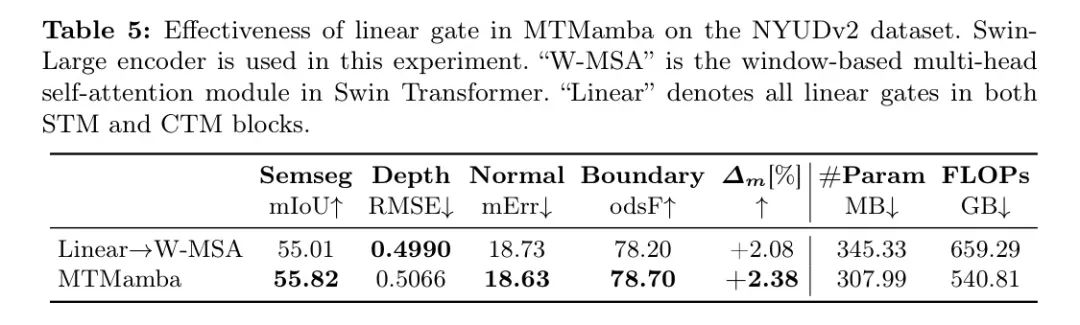 Table 5: Effectiveness of linear gate in MTMamba on the NYUDv2 dataset. Swin-
Large encoder is used in this experiment. “W-MSA” is the window-based multi-head
self-attention module in Swin Transformer. “Linear” denotes all linear gates in both
STM and CTM blocks.
Semseg Depth Normal Boundary Δm[%] #Param FLOPs
mIoU↑ RMSE↓ mErr↓ odsF↑ ↑ MB↓ GB↓
Linear→W-MSA 55.01 0.4990 18.73 78.20 +2.08 345.33 659.29
MTMamba 55.82 0.5066 18.63 78.70 +2.38 307.99 540.81